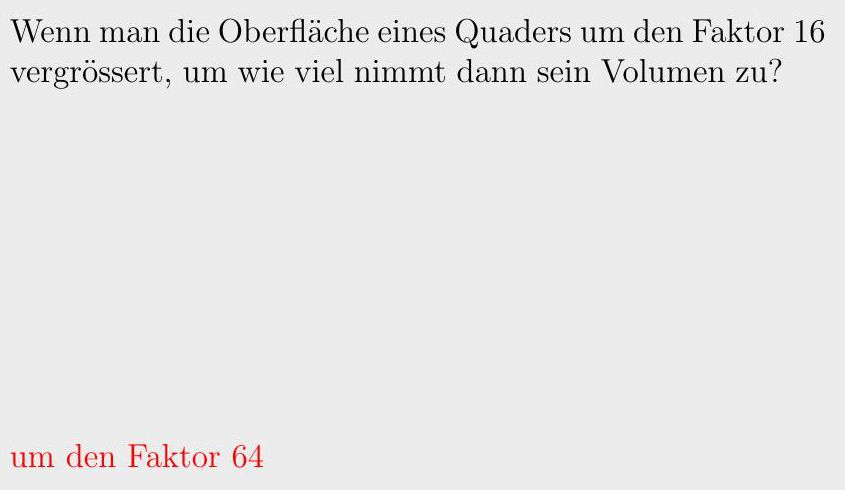 Wenn man die Oberfläche eines Quaders um den Faktor 16
vergrössert, um wie viel nimmt dann sein Volumen zu?
um den Faktor 64